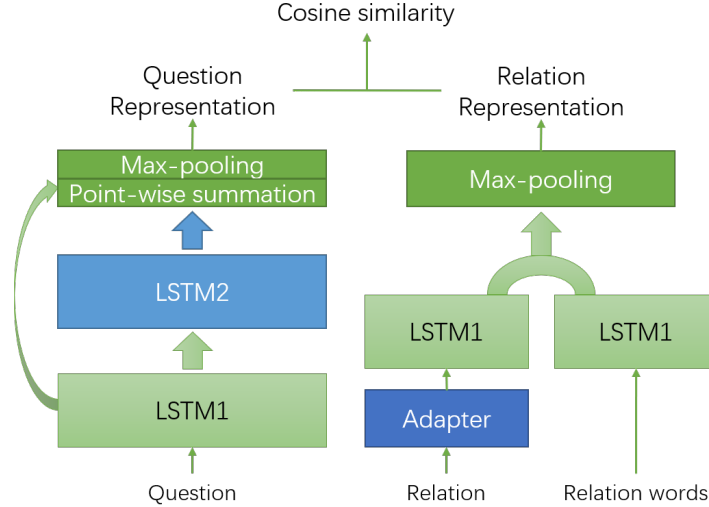 Cosine similarity
Question
Representation
Relation
Representation
Max-pooling
Point-wise summation
Max-pooling
LSTM2
LSTM1
LSTM1
LSTM1
Adapter
Question
Relation
Relation words